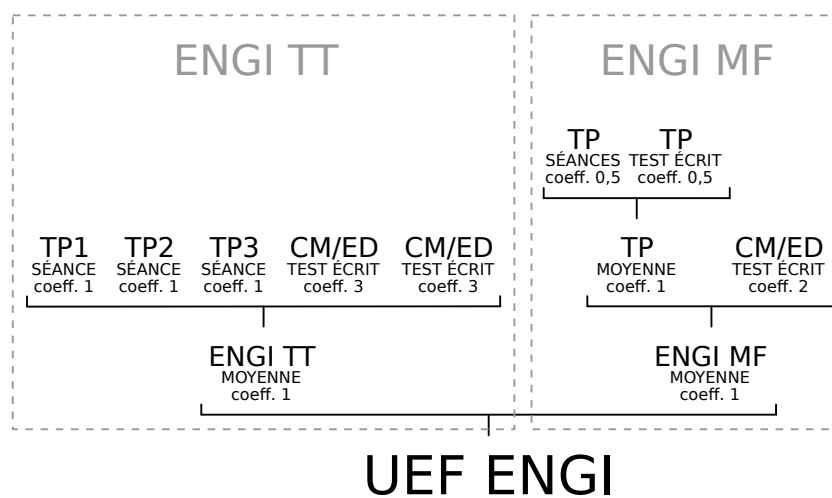 ENGI TT
ENGI MF
TP TP
SÉANCES TEST ÉCRIT
coeff. 0,5 coeff. 0,5
TP1 TP2 TP3 CM/ED CM/ED
SÉANCE SÉANCE SÉANCE TEST ÉCRIT TEST ÉCRIT
coeff. 1 coeff. 1 coeff. 1 coeff. 3 coeff. 3
TP CM/ED
MOYENNE TEST ÉCRIT
coeff. 1 coeff. 2
ENGI TT
MOYENNE
coeff. 1
ENGI MF
MOYENNE
coeff. 1
UEF ENGI